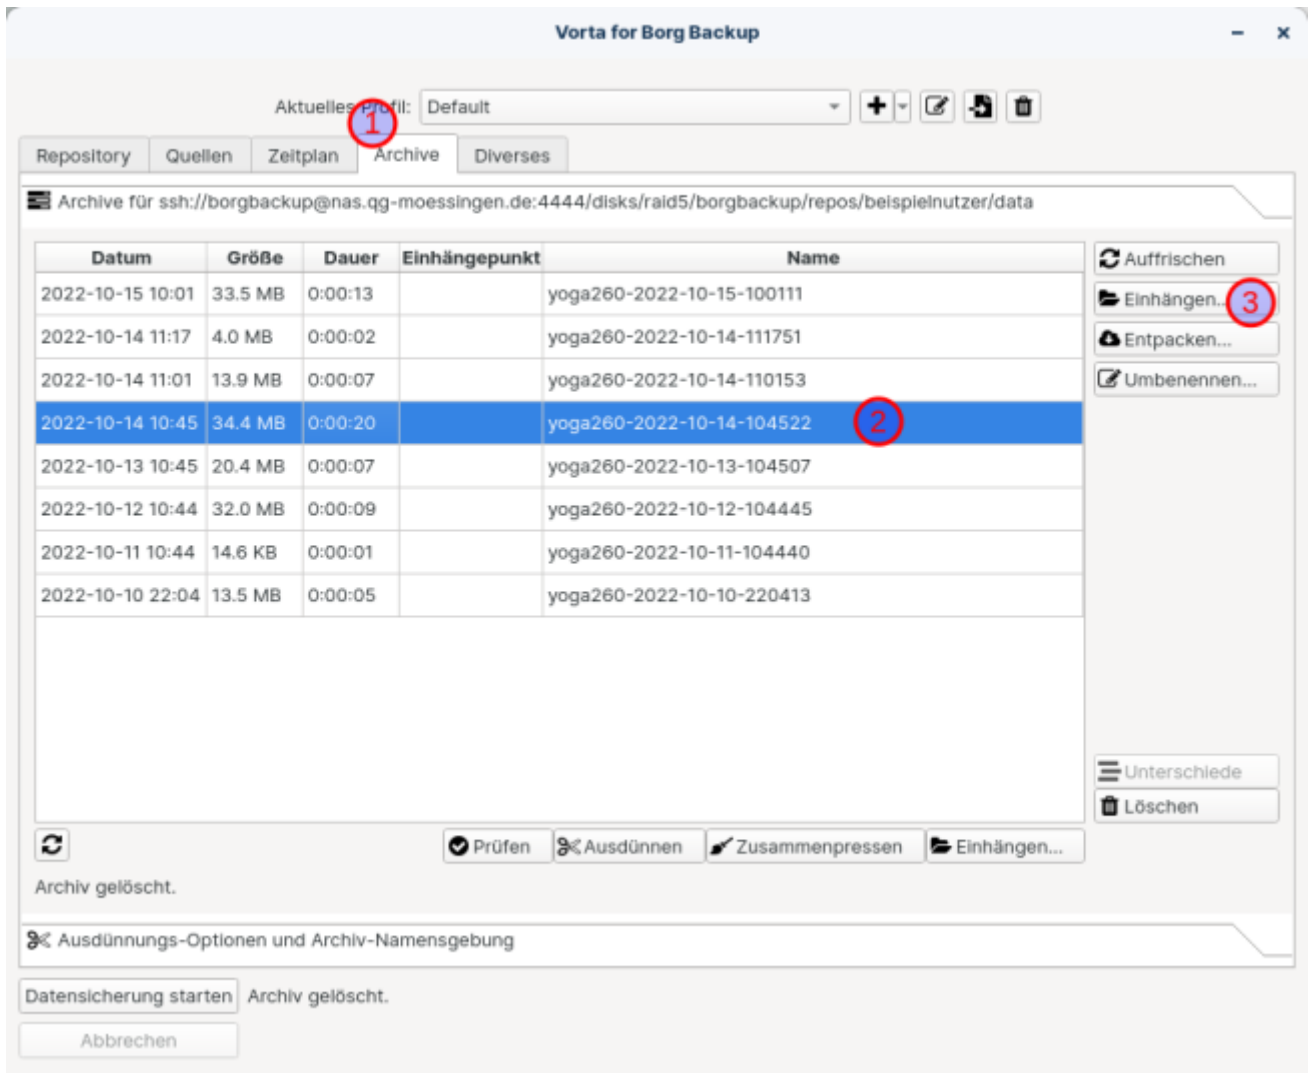 Vorta for Borg Backup
Aktuelles Profil: Default
1
Repository Quellen Zeitplan Archive Diverses
Archive für ssh://borgbackup@nas.qg-moessingen.de:4444/disks/raid5/borgbackup/repos/beispielnutzer/data
Datum Größe Dauer Einhängepunkt Name
2022-10-15 10:01 33.5 MB 0:00:13 yoga260-2022-10-15-100111
2022-10-14 11:17 4.0 MB 0:00:02 yoga260-2022-10-14-111751
2022-10-14 11:01 13.9 MB 0:00:07 yoga260-2022-10-14-110153
2022-10-14 10:45 34.4 MB 0:00:20 yoga260-2022-10-14-104522 2
2022-10-13 10:45 20.4 MB 0:00:07 yoga260-2022-10-13-104507
2022-10-12 10:44 32.0 MB 0:00:09 yoga260-2022-10-12-104445
2022-10-11 10:44 14.6 KB 0:00:01 yoga260-2022-10-11-104440
2022-10-10 22:04 13.5 MB 0:00:05 yoga260-2022-10-10-220413
Auffrischen
Einhängen... 3
Entpacken...
Umbenennen...
Unterschiede
Löschen
Prüfen Ausdünnen Zusammenpressen Einhängen...
Archiv gelöscht.
Ausdünnungs-Optionen und Archiv-Namensgebung
Datensicherung starten Archiv gelöscht.
Abbrechen